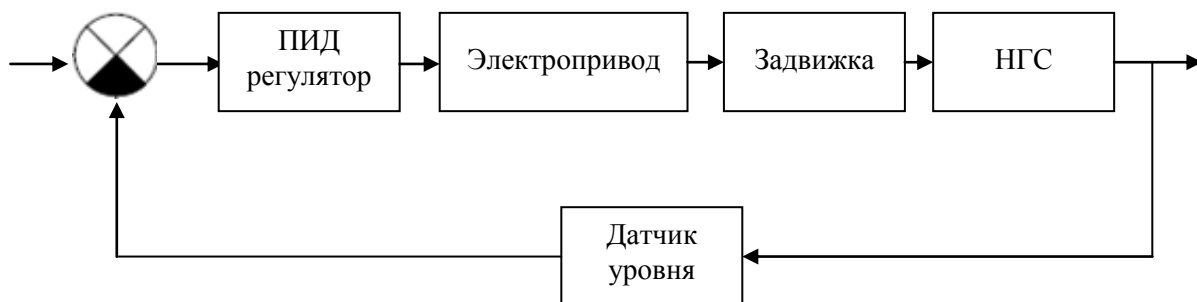 ПИД
регулятор
Электропривод
Задвижка
НГС
Датчик
уровня